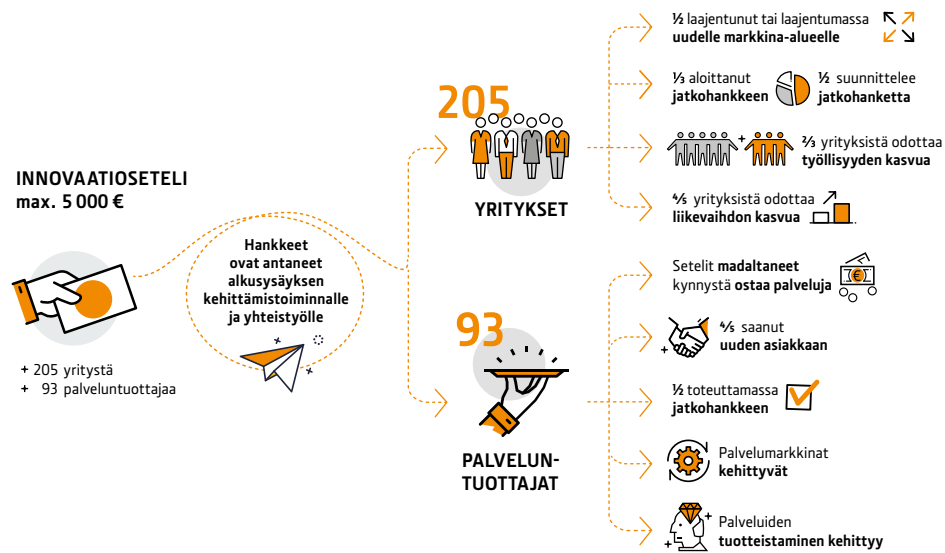 INNOVAATIOSETELI
max. 5 000 €
+ 205 yritystä
+ 93 palveluntuottajaa
Hankkeet
ovat antaneet
alkusysäyksen
kehittämistoiminnalle
ja yhteistyölle
205
YRITYKSET
½ laajentunut tai laajentumassa
uudelle markkina-alueelle
⅓ aloittanut
jatkohankkeen
½ suunnittelee
jatkohanketta
+
⅔ yrityksistä odottaa
työllisyyden kasvua
⅘ yrityksistä odottaa
liikevaihdon kasvua
93
PALVELUN-
TUOTTAJAT
Setelit madaltaneet
kynnystä ostaa palveluja
€
⅘ saanut
uuden asiakkaan
½ toteuttamassa
jatkohankkeen
Palvelumarkkinat
kehittyvät
Palveluiden
tuotteistaminen kehittyy